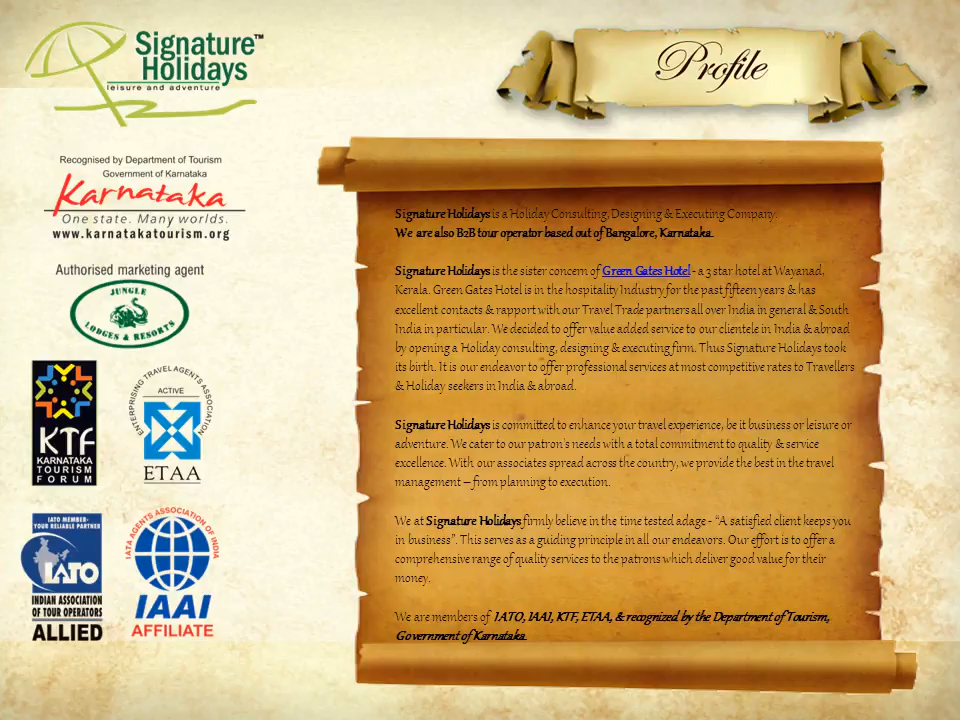 Signature™
Holidays
leisure and adventure
Profile
Recognised by Department of Tourism
Government of Karnataka
Karnataka
One state. Many worlds.
www.karnatakatourism.org
Authorised marketing agent
JUNGLE
LODGES & RESORTS
KTF
KARNATAKA
TOURISM
FORUM
ENTERPRISING TRAVEL AGENTS ASSOCIATION
ACTIVE
ETAA
IATO MEMBER-
YOUR RELIABLE PARTNER
IATO
INDIAN ASSOCIATION
OF TOUR OPERATORS
ALLIED
IATA AGENTS ASSOCIATION OF INDIA
IAAI
AFFILIATE
Signature Holidays is a Holiday Consulting, Designing & Executing Company.
We are also B2B tour operator based out of Bangalore, Karnataka.
Signature Holidays is the sister concern of Green Gates Hotel - a 3 star hotel at Wayanad,
Kerala. Green Gates Hotel is in the hospitality Industry for the past fifteen years & has
excellent contacts & rapport with our Travel Trade partners all over India in general & South
India in particular. We decided to offer value added service to our clientele in India & abroad
by opening a Holiday consulting, designing & executing firm. Thus Signature Holidays took
its birth. It is our endeavor to offer professional services at most competitive rates to Travellers
& Holiday seekers in India & abroad.
Signature Holidays is committed to enhance your travel experience, be it business or leisure or
adventure. We cater to our patron's needs with a total commitment to quality & service
excellence. With our associates spread across the country, we provide the best in the travel
management – from planning to execution.
We at Signature Holidays firmly believe in the time tested adage - “A satisfied client keeps you
in business”. This serves as a guiding principle in all our endeavors. Our effort is to offer a
comprehensive range of quality services to the patrons which deliver good value for their
money.
We are members of IATO, IAAI, KTF, ETAA, & recognized by the Department of Tourism,
Government of Karnataka.